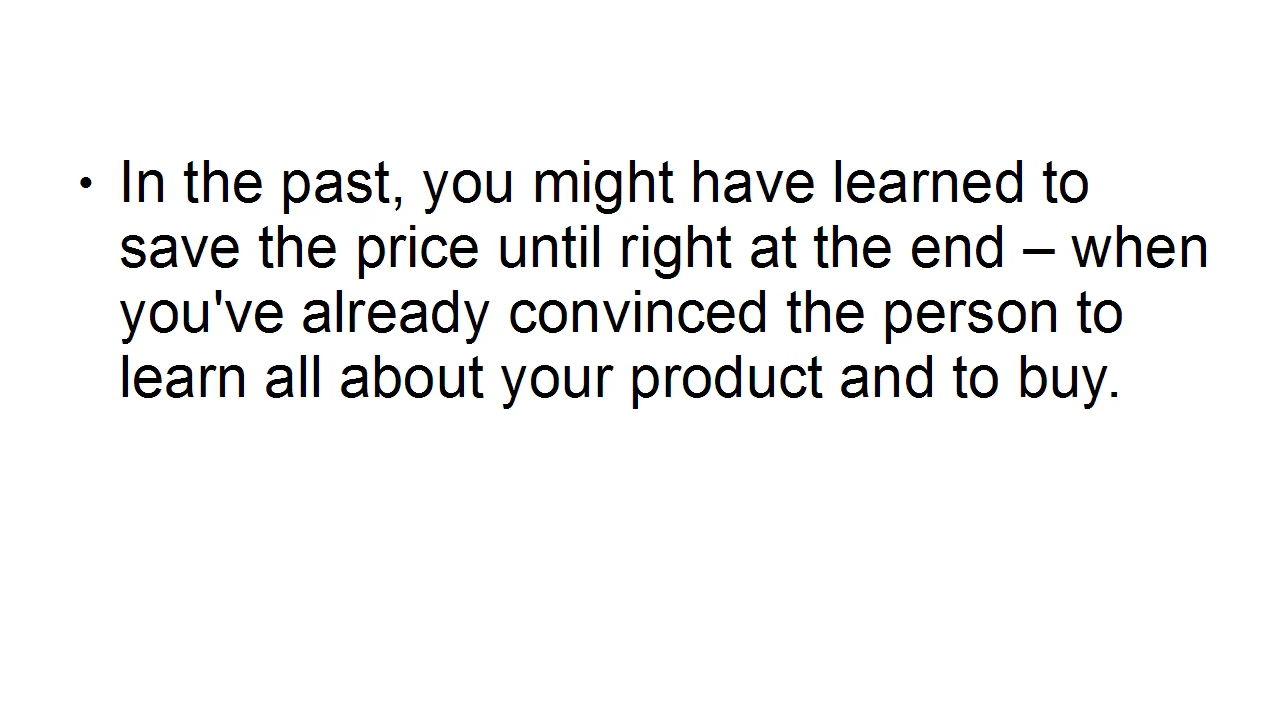 • In the past, you might have learned to
save the price until right at the end – when
you've already convinced the person to
learn all about your product and to buy.